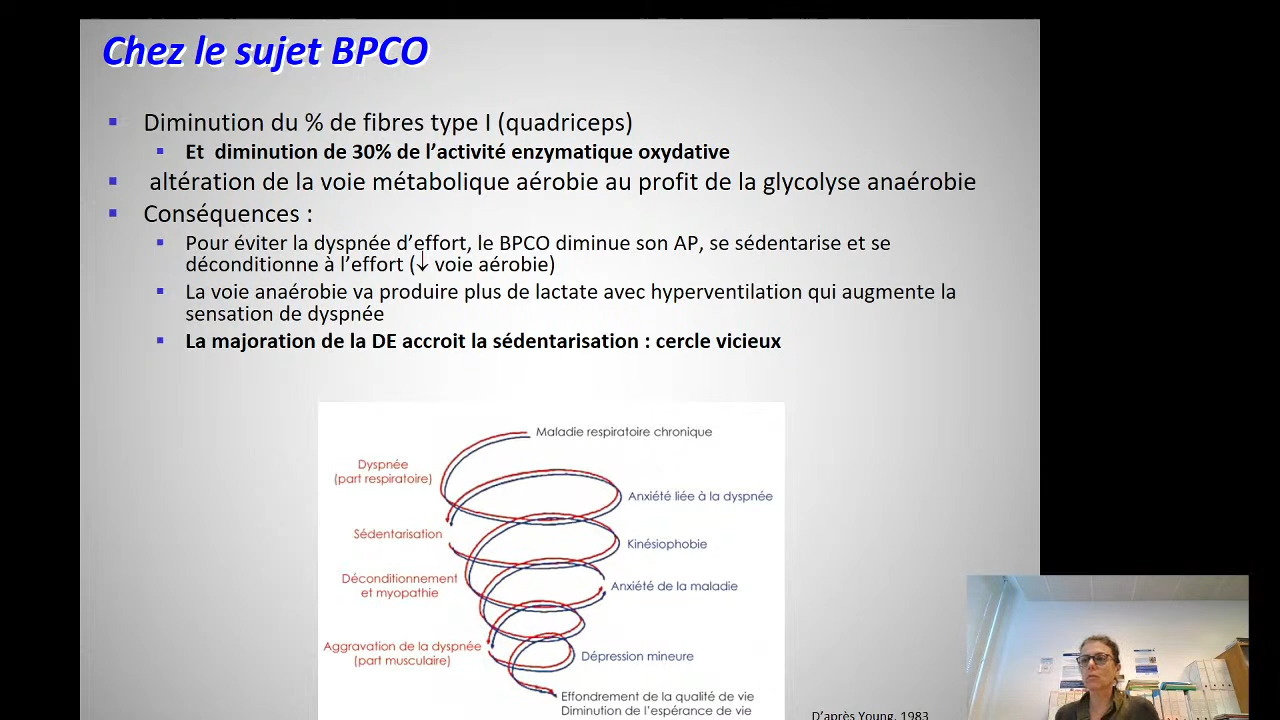 Chez le sujet BPCO
▪ Diminution du % de fibres type I (quadriceps)
▪ Et diminution de 30% de l’activité enzymatique oxydative
▪ altération de la voie métabolique aérobie au profit de la glycolyse anaérobie
▪ Conséquences :
▪ Pour éviter la dyspnée d’effort, le BPCO diminue son AP, se sédentarise et se
déconditionne à l’effort (↓ voie aérobie)
▪ La voie anaérobie va produire plus de lactate avec hyperventilation qui augmente la
sensation de dyspnée
▪ La majoration de la DE accroit la sédentarisation : cercle vicieux
Maladie respiratoire chronique
Dyspnée
(part respiratoire)
Anxiété liée à la dyspnée
Sédentarisation
Kinésiophobie
Déconditionnement
et myopathie
Anxiété de la maladie
Aggravation de la dyspnée
(part musculaire)
Dépression mineure
Effondrement de la qualité de vie
Diminution de l’espérance de vie
D’après Young, 1983